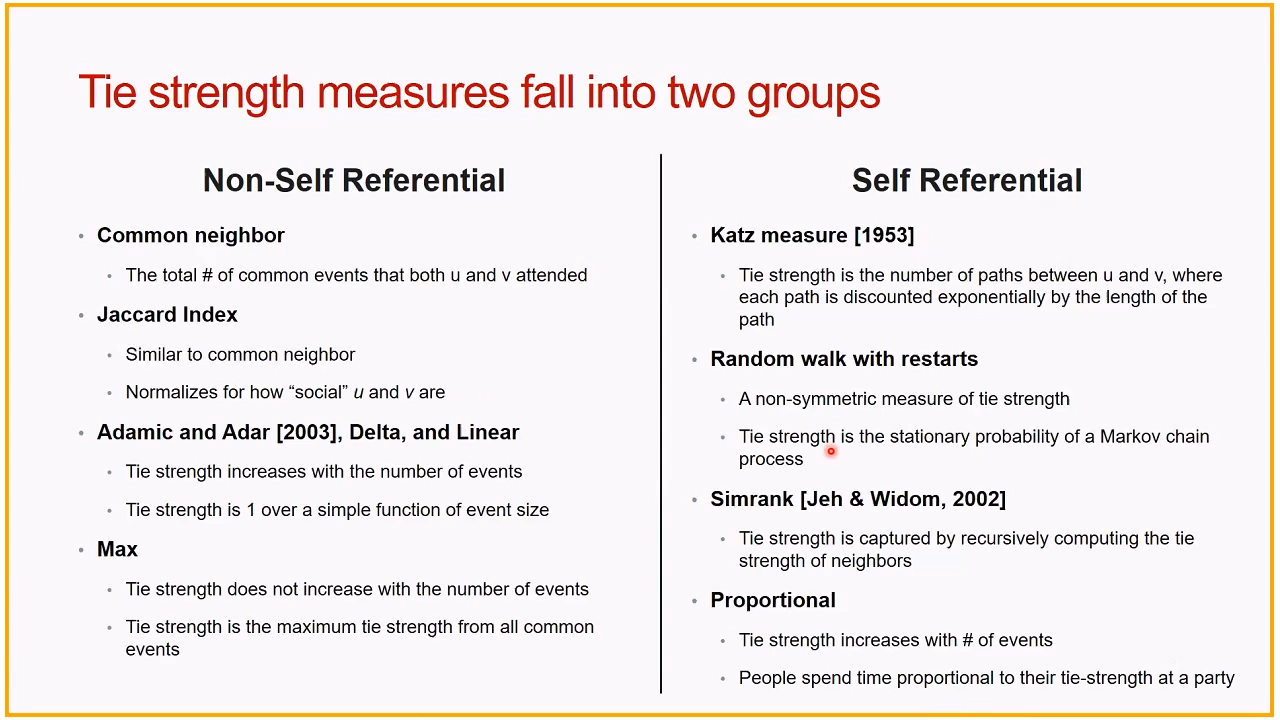 Tie strength measures fall into two groups
Non-Self Referential
• Common neighbor
• The total # of common events that both u and v attended
• Jaccard Index
• Similar to common neighbor
• Normalizes for how “social” u and v are
• Adamic and Adar [2003], Delta, and Linear
• Tie strength increases with the number of events
• Tie strength is 1 over a simple function of event size
• Max
• Tie strength does not increase with the number of events
• Tie strength is the maximum tie strength from all common
events
Self Referential
• Katz measure [1953]
• Tie strength is the number of paths between u and v, where
each path is discounted exponentially by the length of the
path
• Random walk with restarts
• A non-symmetric measure of tie strength
• Tie strength is the stationary probability of a Markov chain
process
• Simrank [Jeh & Widom, 2002]
• Tie strength is captured by recursively computing the tie
strength of neighbors
• Proportional
• Tie strength increases with # of events
• People spend time proportional to their tie-strength at a party